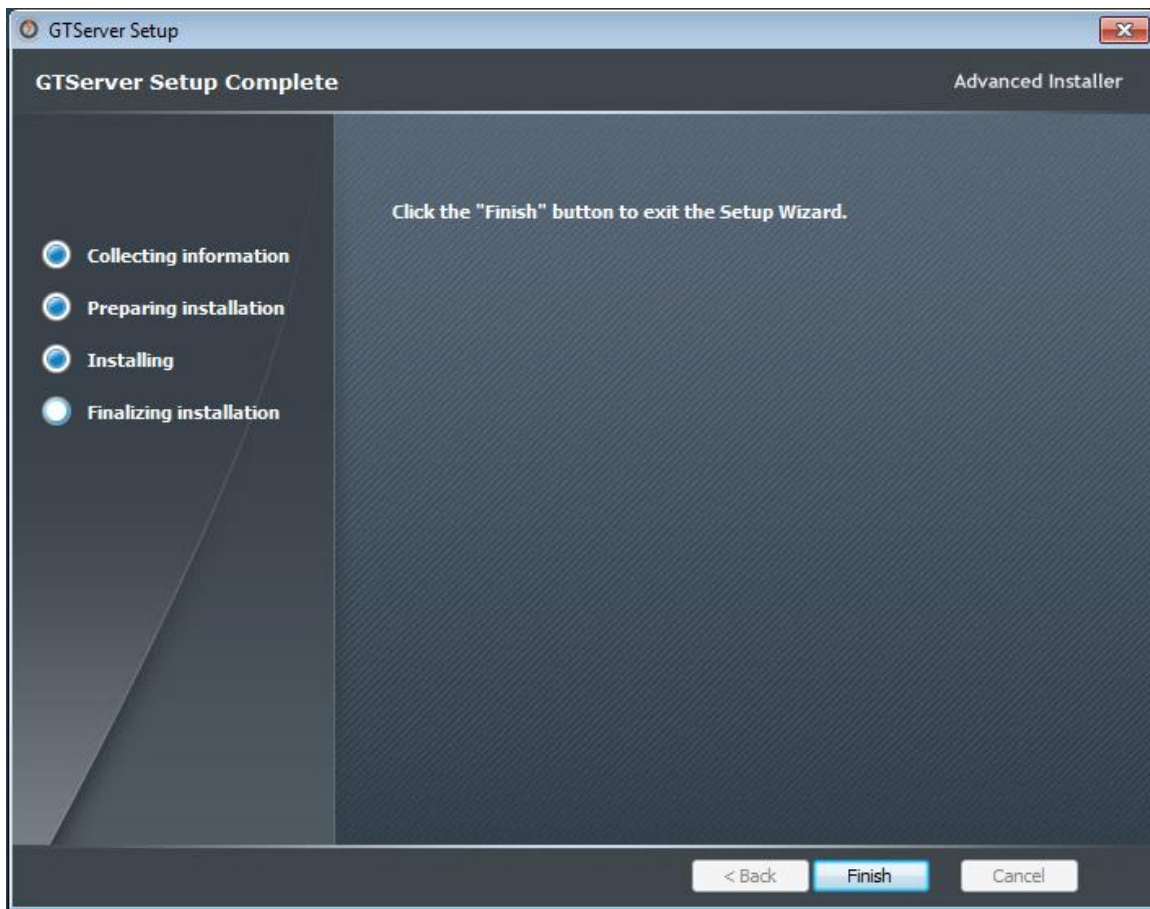 GTServer Setup
GTServer Setup Complete
Advanced Installer
Click the "Finish" button to exit the Setup Wizard.
Collecting information
Preparing installation
Installing
Finalizing installation
< Back
Finish
Cancel